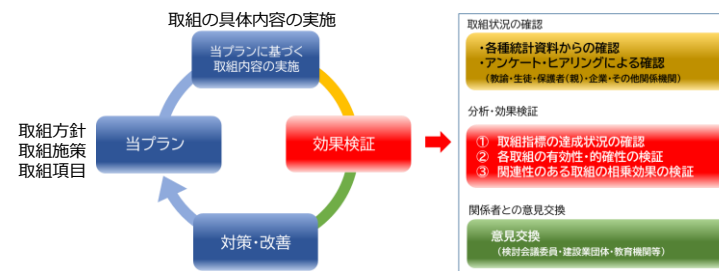 取組の具体内容の実施
当プランに基づく
取組内容の実施
取組方針
取組施策
取組項目
当プラン
効果検証
対策・改善
取組状況の確認
・各種統計資料からの確認
・アンケート・ヒアリングによる確認
（教諭・生徒・保護者（親）・企業・その他関係機関）
分析・効果検証
① 取組指標の達成状況の確認
② 各取組の有効性・的確性の検証
③ 関連性のある取組の相乗効果の検証
関係者との意見交換
意見交換
（検討会議委員・建設業団体・教育機関等）